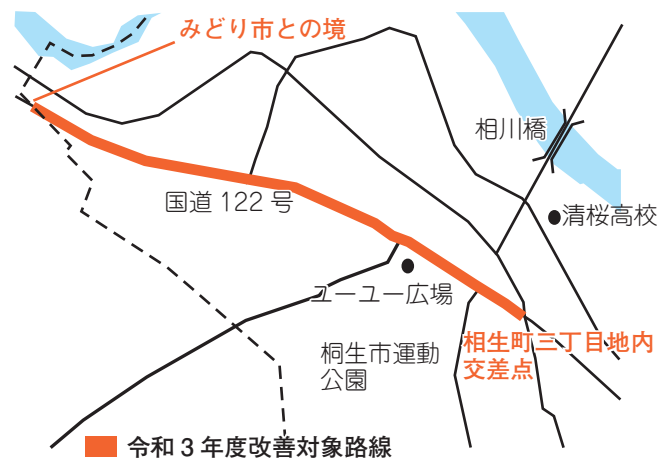 みどり市との境
相川橋
国道 122 号
清桜高校
ユーユー広場
桐生市運動
公園
相生町三丁目地内
交差点
令和 3 年度改善対象路線